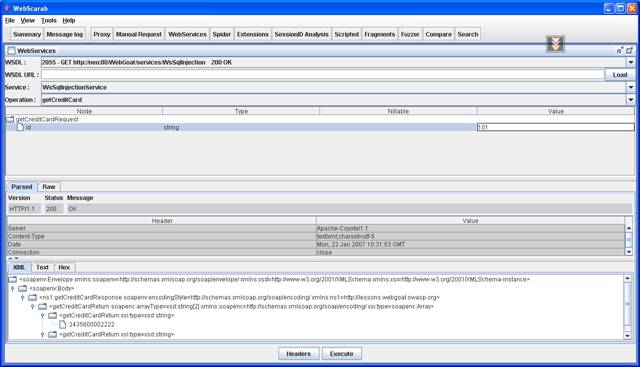 WebScarab
File View Tools Help
Summary Message log Proxy Manual Request WebServices Spider Extensions SessionID Analysis Scripted Fragments Fuzzer Compare Search
WebServices
WSDL : 2055 - GET http://nec:80/WebGoat/services/WsSqlInjection 200 OK
WSDL URL : Load
Service : WsSqlInjectionService
Operation : getCreditCard
Node Type Nillable Value
getCreditCardRequest
id string 101
Parsed Raw
Version Status Message
HTTP/1.1 200 OK
Header Value
Server Apache-Coyote/1.1
Content-Type text/xml;charset=utf-8
Date Mon, 22 Jan 2007 10:31:53 GMT
Connection close
XML Text Hex
<soapenv:Envelope xmlns:soapenv=http://schemas.xmlsoap.org/soap/envelope/ xmlns:xsd=http://www.w3.org/2001/XMLSchema xmlns:xsi=http://www.w3.org/2001/XMLSchema-instance>
<soapenv:Body>
<ns1:getCreditCardResponse soapenv:encodingStyle=http://schemas.xmlsoap.org/soap/encoding/ xmlns:ns1=http://lessons.webgoat.owasp.org>
<getCreditCardReturn soapenc:arrayType=xsd:string[2] xmlns:soapenc=http://schemas.xmlsoap.org/soap/encoding/ xsi:type=soapenc:Array>
<getCreditCardReturn xsi:type=xsd:string>
2435600002222
<getCreditCardReturn xsi:type=xsd:string>
Headers Execute